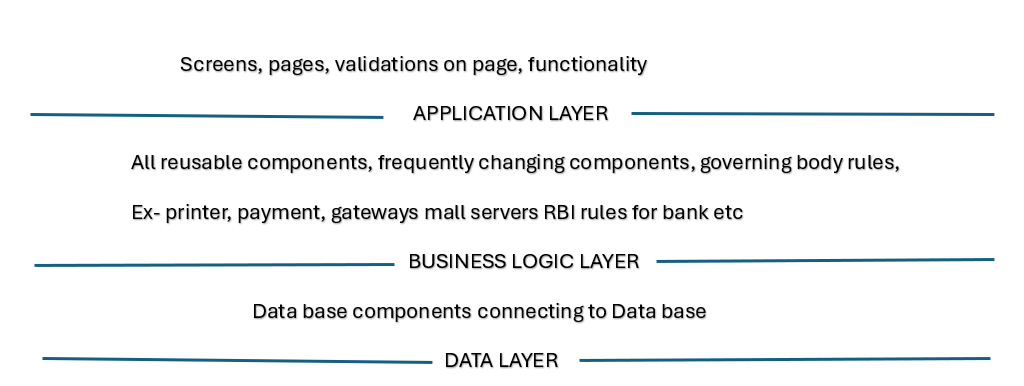 Screens, pages, validations on page, functionality
APPLICATION LAYER
All reusable components, frequently changing components, governing body rules,
Ex- printer, payment, gateways mall servers RBI rules for bank etc
BUSINESS LOGIC LAYER
Data base components connecting to Data base
DATA LAYER